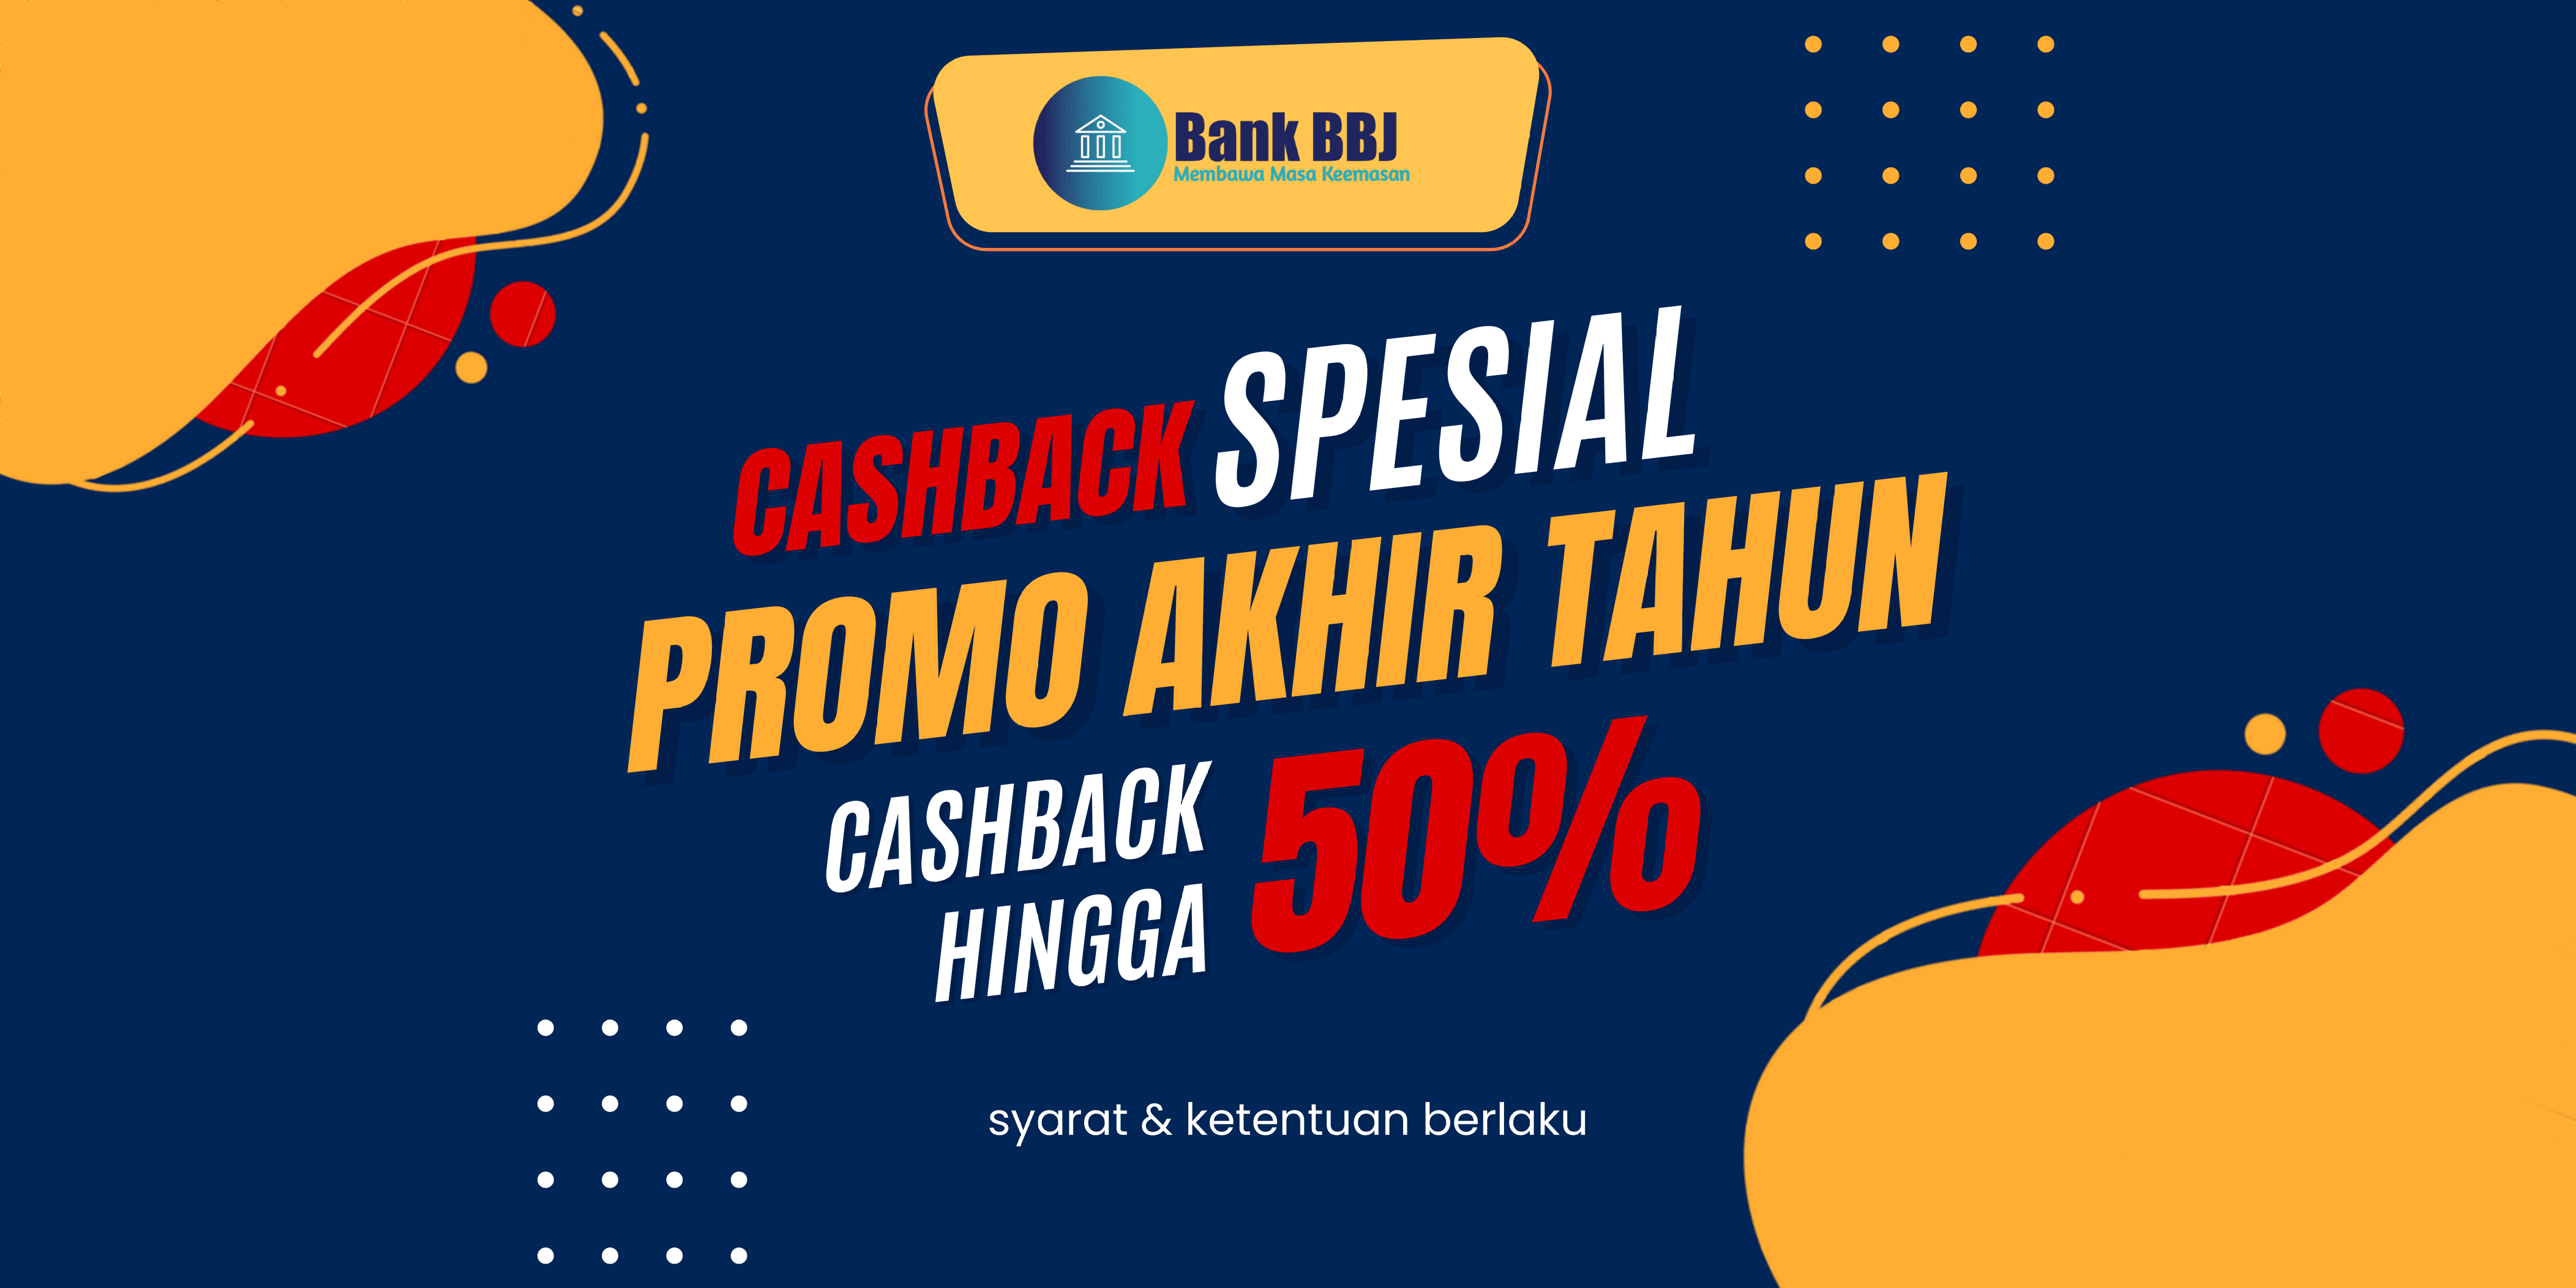 Bank BBJ
Membawa Masa Keemasan
CASHBACK SPESIAL
PROMO AKHIR TAHUN
CASHBACK
HINGGA
50%
syarat & ketentuan berlaku